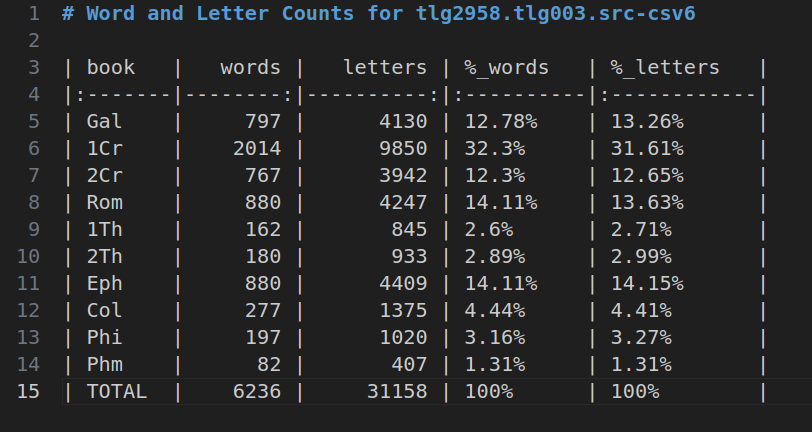 1 # Word and Letter Counts for tlg2958.tlg003.src-csv6
2
3 | book   |   words |   letters | %_words   | %_letters   |
4 |:-------|--------:|----------:|:----------|:------------|
5 | Gal    |     797 |      4130 | 12.78%    | 13.26%      |
6 | 1Cr    |    2014 |      9850 | 32.3%     | 31.61%      |
7 | 2Cr    |     767 |      3942 | 12.3%     | 12.65%      |
8 | Rom    |     880 |      4247 | 14.11%    | 13.63%      |
9 | 1Th    |     162 |       845 | 2.6%      | 2.71%       |
10 | 2Th    |     180 |       933 | 2.89%     | 2.99%       |
11 | Eph    |     880 |      4409 | 14.11%    | 14.15%      |
12 | Col    |     277 |      1375 | 4.44%     | 4.41%       |
13 | Phi    |     197 |      1020 | 3.16%     | 3.27%       |
14 | Phm    |      82 |       407 | 1.31%     | 1.31%       |
15 | TOTAL  |    6236 |     31158 | 100%      | 100%        |